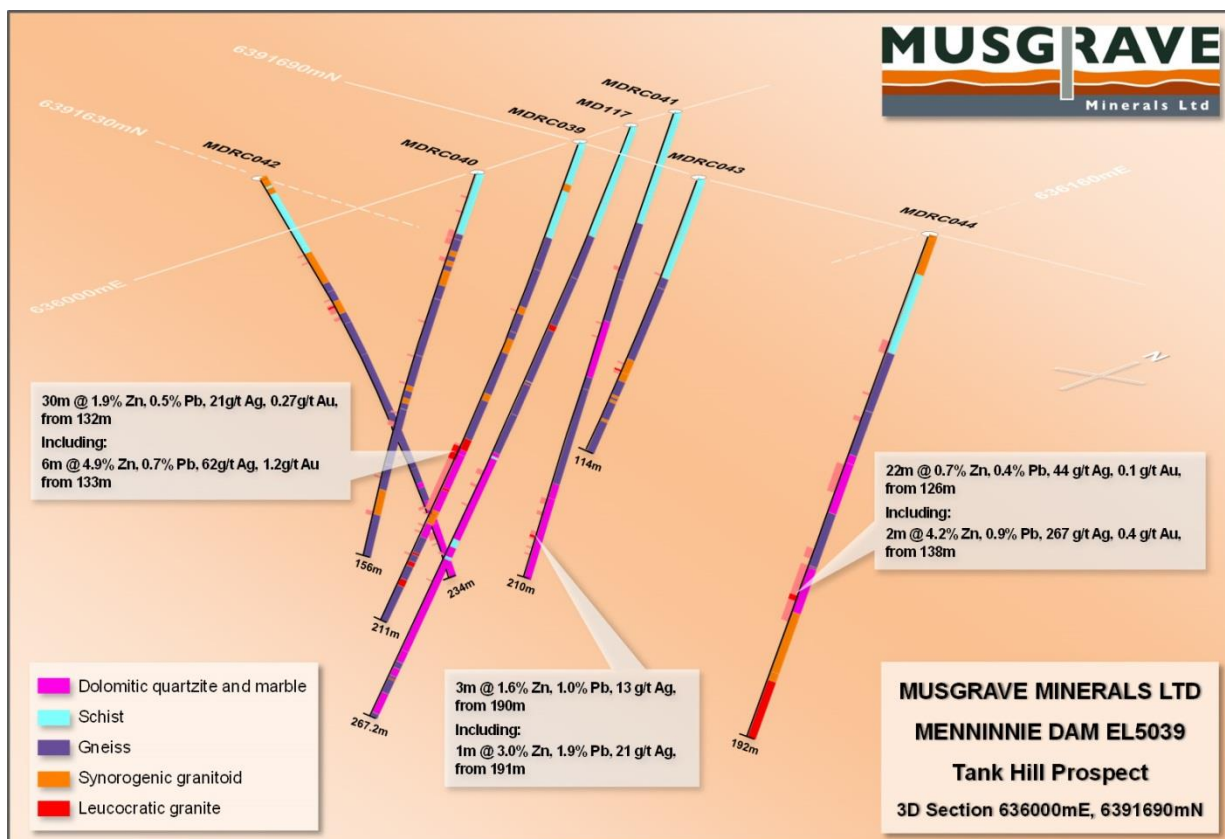 MUSGRAVE
Minerals Ltd
6391690mN
6391630mN
MDRC041
MD117
MDRC039
MDRC043
MDRC040
MDRC042
MDRC044
636160mE
636000mE
N
30m @ 1.9% Zn, 0.5% Pb, 21g/t Ag, 0.27g/t Au,
from 132m
Including:
6m @ 4.9% Zn, 0.7% Pb, 62g/t Ag, 1.2g/t Au
from 133m
22m @ 0.7% Zn, 0.4% Pb, 44 g/t Ag, 0.1 g/t Au,
from 126m
Including:
2m @ 4.2% Zn, 0.9% Pb, 267 g/t Ag, 0.4 g/t Au,
from 138m
114m
156m
234m
210m
211m
267.2m
192m
3m @ 1.6% Zn, 1.0% Pb, 13 g/t Ag,
from 190m
Including:
1m @ 3.0% Zn, 1.9% Pb, 21 g/t Ag,
from 191m
Dolomitic quartzite and marble
Schist
Gneiss
Synorogenic granitoid
Leucocratic granite
MUSGRAVE MINERALS LTD
MENNINNIE DAM EL5039
Tank Hill Prospect
3D Section 636000mE, 6391690mN